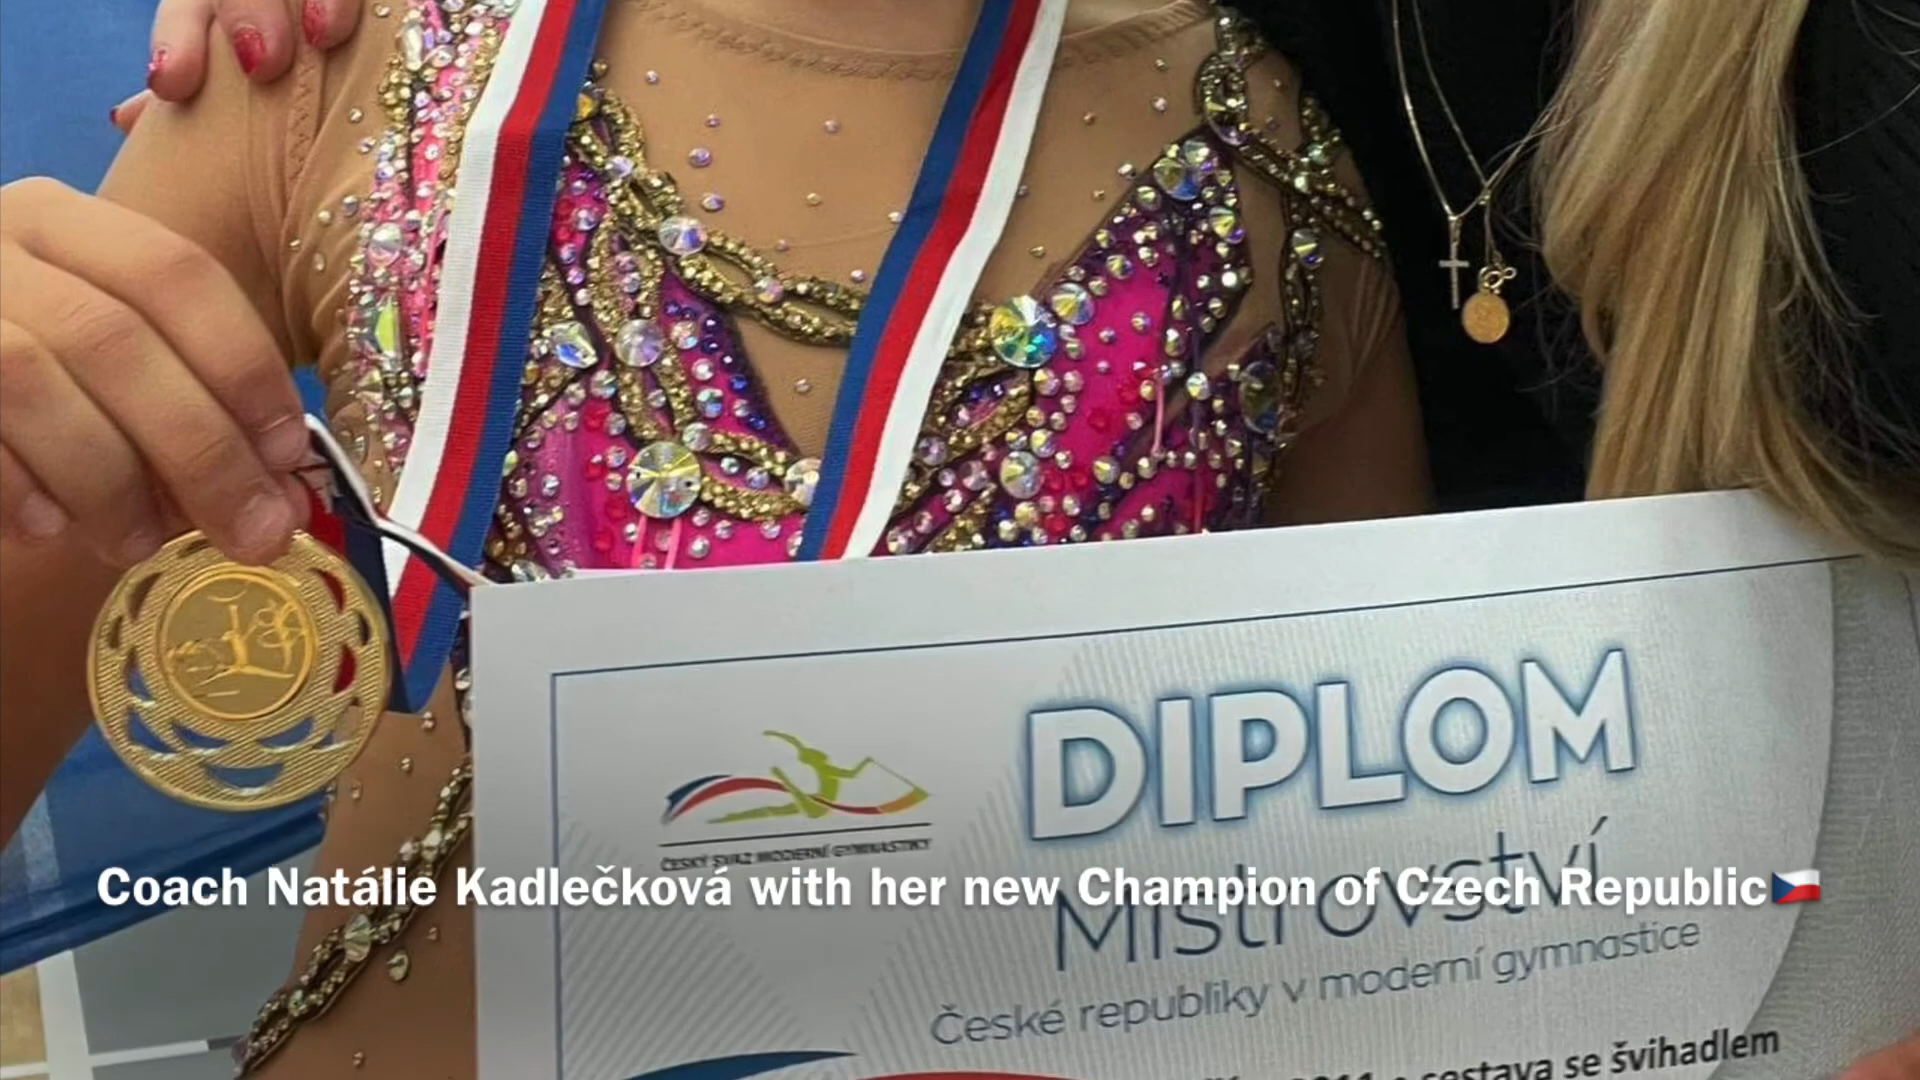 DIPLOM
ČESKÝ SVAZ MODERNÍ GYMNASTIKY
Mistrovství
Coach Natálie Kadlečková with her new Champion of Czech Republic🇨🇿
České republiky v moderní gymnastice
2011 - sestava se švihadlem